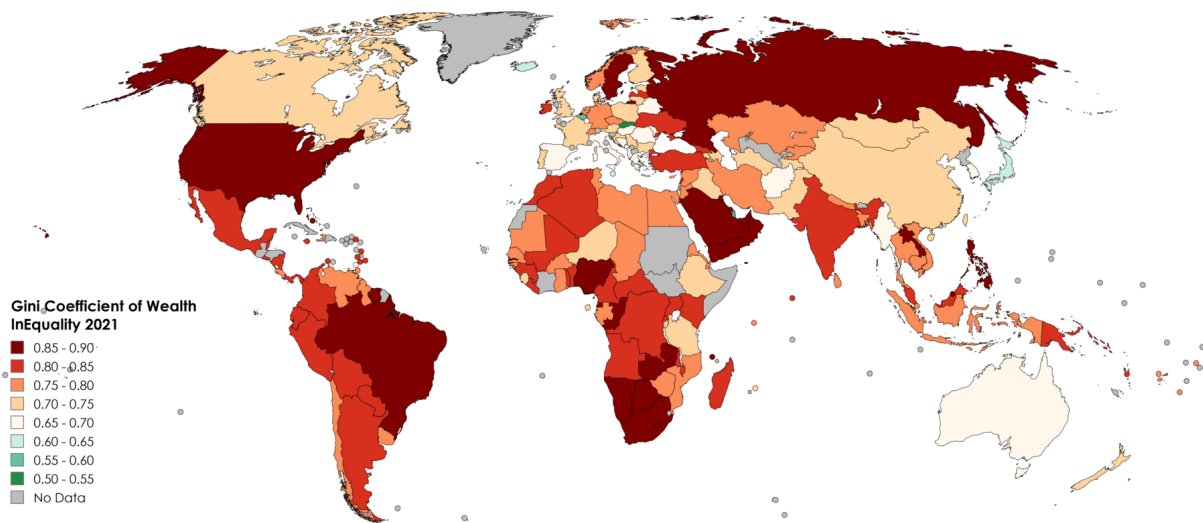 Gini Coefficient of Wealth
InEquality 2021
0.85 - 0.90
0.80 - 0.85
0.75 - 0.80
0.70 - 0.75
0.65 - 0.70
0.60 - 0.65
0.55 - 0.60
0.50 - 0.55
No Data